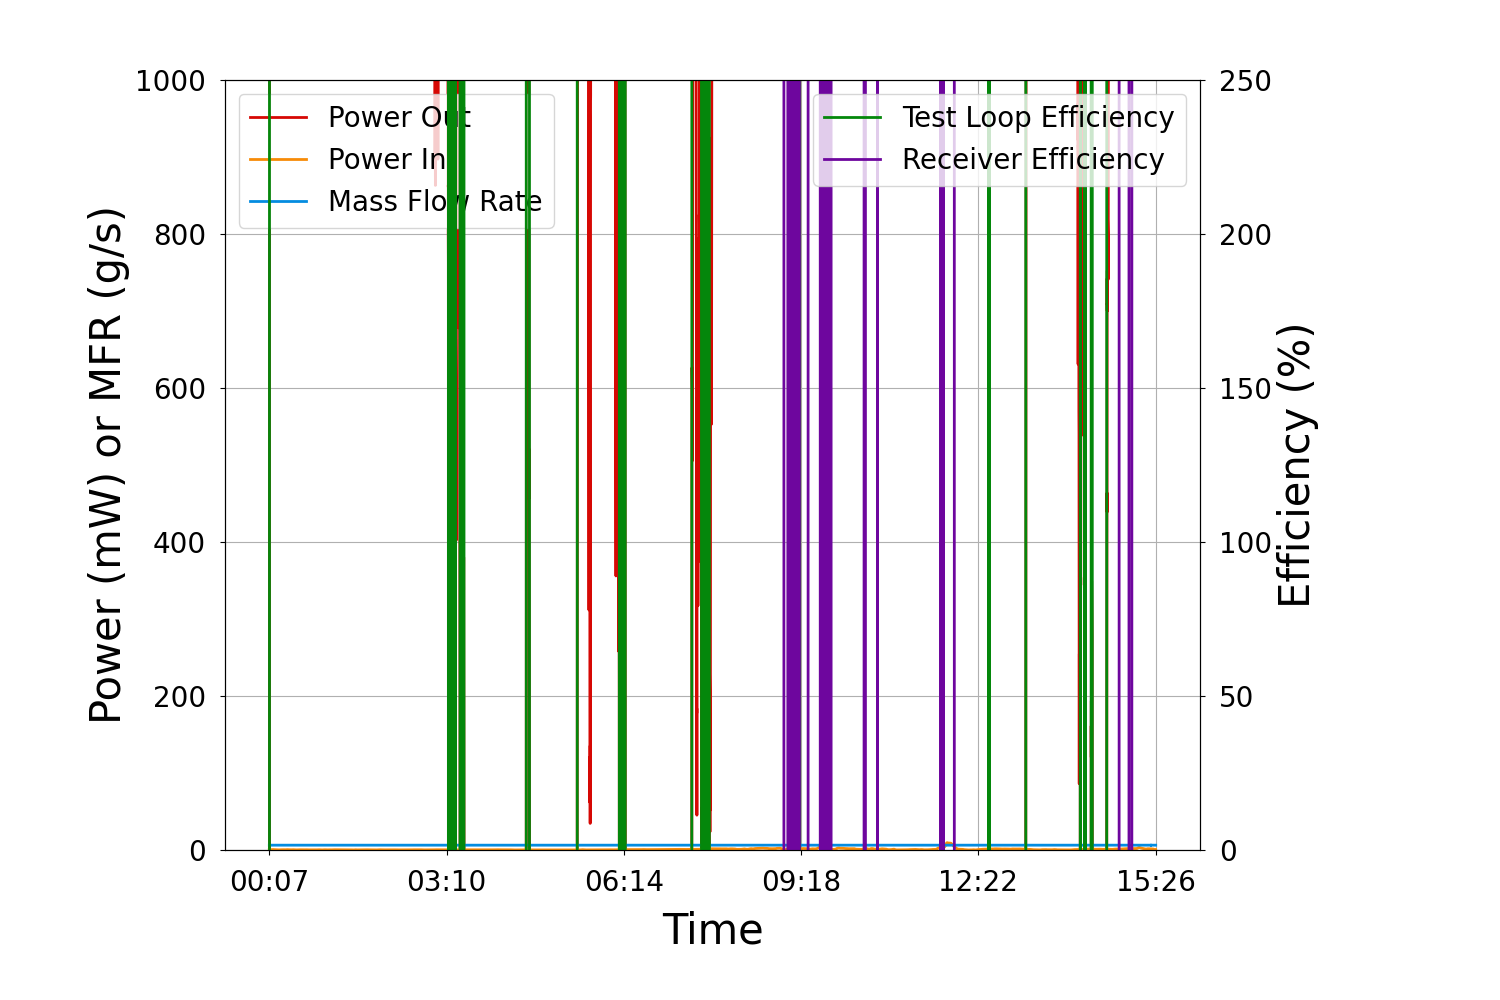 1000
800
600
400
200
0
Power (mW) or MFR (g/s)
Power Out
Power In
Mass Flow Rate
Test Loop Efficiency
Receiver Efficiency
250
200
150
100
50
0
Efficiency (%)
00:07 03:10 06:14 09:18 12:22 15:26
Time